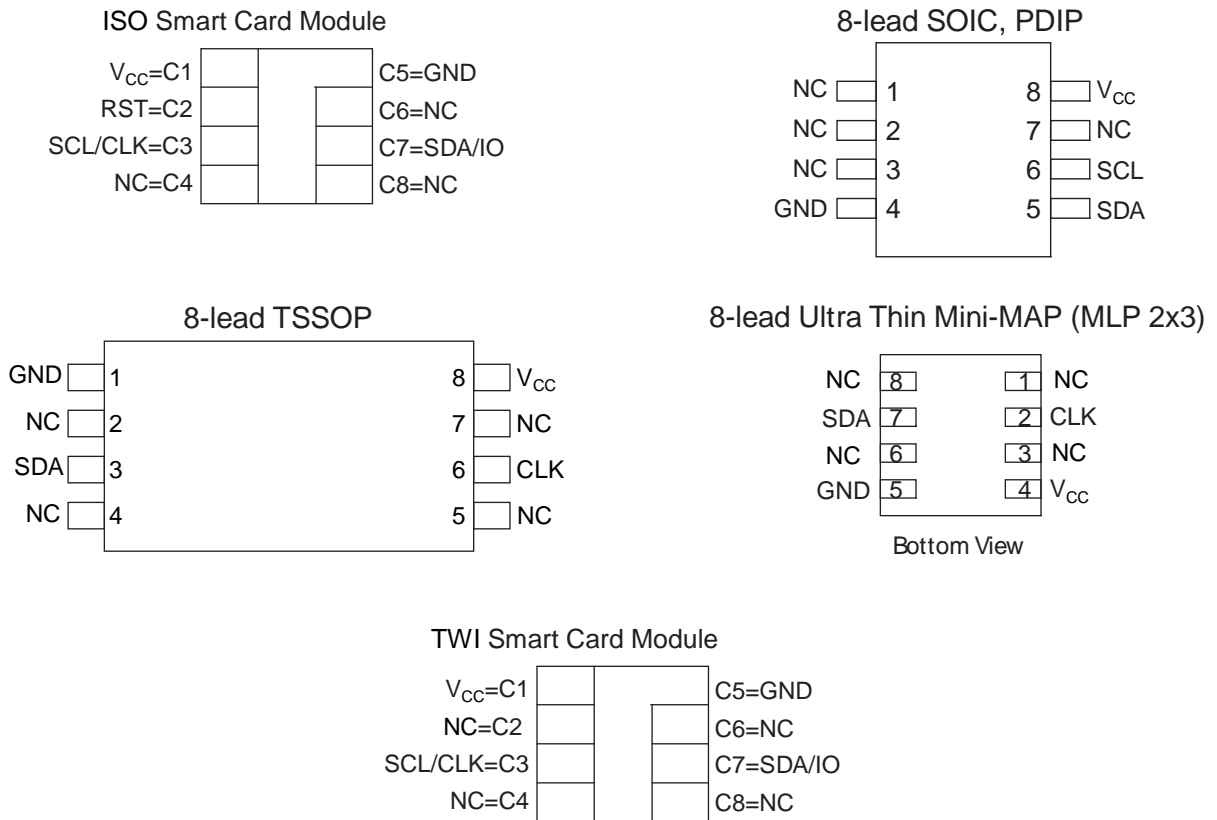 ISO Smart Card Module
VCC=C1
C5=GND
RST=C2
C6=NC
SCL/CLK=C3
C7=SDA/IO
NC=C4
C8=NC
8-lead SOIC, PDIP
NC 1 8 VCC
NC 2 7 NC
NC 3 6 SCL
GND 4 5 SDA
8-lead TSSOP
GND 1 8 VCC
NC 2 7 NC
SDA 3 6 CLK
NC 4 5 NC
8-lead Ultra Thin Mini-MAP (MLP 2x3)
NC 8 1 NC
SDA 7 2 CLK
NC 6 3 NC
GND 5 4 VCC
Bottom View
TWI Smart Card Module
VCC=C1
C5=GND
NC=C2
C6=NC
SCL/CLK=C3
C7=SDA/IO
NC=C4
C8=NC